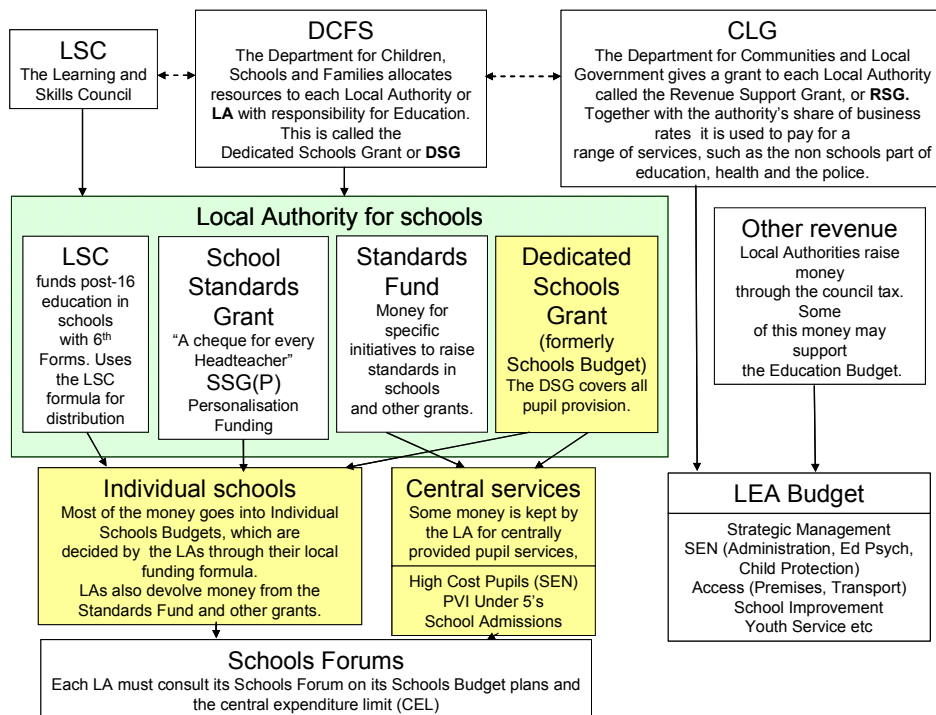 LSC
The Learning and
Skills Council
DCFS
The Department for Children,
Schools and Families allocates
resources to each Local Authority or
LA with responsibility for Education.
This is called the
Dedicated Schools Grant or DSG
CLG
The Department for Communities and Local
Government gives a grant to each Local Authority
called the Revenue Support Grant, or RSG.
Together with the authority's share of business
rates it is used to pay for a
range of services, such as the non schools part of
education, health and the police.
Local Authority for schools
LSC
funds post-16
education in
schools
with 6th
Forms. Uses
the LSC
formula for
distribution
School
Standards
Grant
"A cheque for every
Headteacher"
SSG(P)
Personalisation
Funding
Standards
Fund
Money for
specific
initiatives to raise
standards in
schools
and other grants.
Dedicated
Schools
Grant
(formerly
Schools Budget)
The DSG covers all
pupil provision.
Other revenue
Local Authorities raise
money
through the council tax.
Some
of this money may
support
the Education Budget.
Individual schools
Most of the money goes into Individual
Schools Budgets, which are
decided by the LAs through their local
funding formula.
LAs also devolve money from the
Standards Fund and other grants.
Central services
Some money is kept by
the LA for centrally
provided pupil services,
High Cost Pupils (SEN)
PVI Under 5's
School Admissions
LEA Budget
Strategic Management
SEN (Administration, Ed Psych,
Child Protection)
Access (Premises, Transport)
School Improvement
Youth Service etc
Schools Forums
Each LA must consult its Schools Forum on its Schools Budget plans and
the central expenditure limit (CEL)